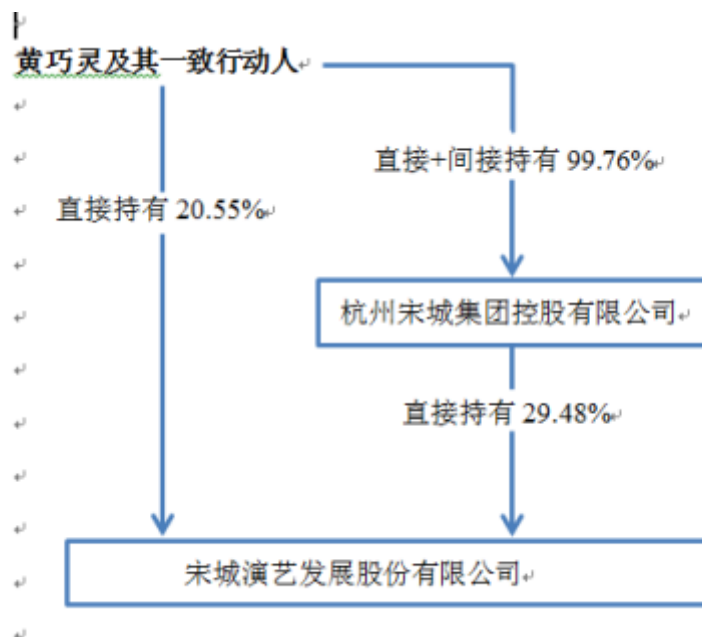 黄巧灵及其一致行动人
直接+间接持有 99.76%
直接持有 20.55%
杭州宋城集团控股有限公司
直接持有 29.48%
宋城演艺发展股份有限公司